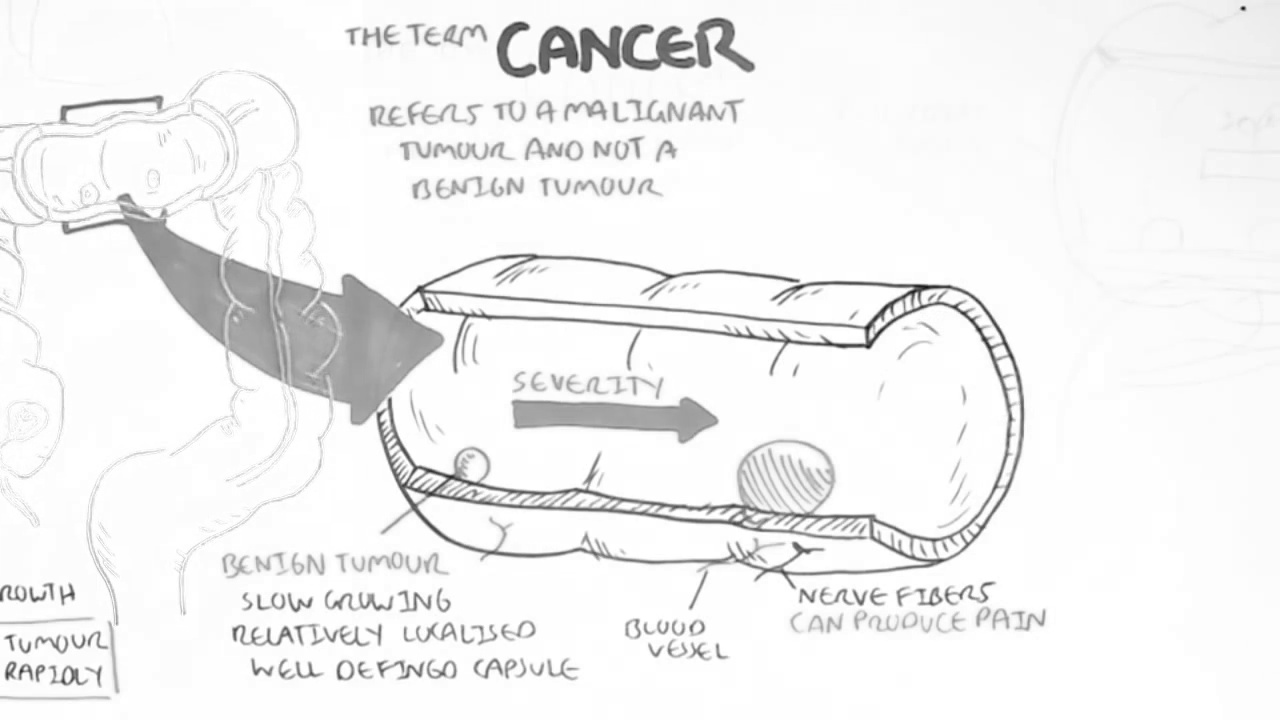 THE TERM CANCER
REFERS TO A MALIGNANT
TUMOUR AND NOT A
BENIGN TUMOUR
SEVERITY
BENIGN TUMOUR
SLOW GROWING
RELATIVELY LOCALISED
WELL DEFINED CAPSULE
BLOOD
VESSEL
NERVE FIBERS
CAN PRODUCE PAIN
ROWTH
TUMOUR
RAPIDLY